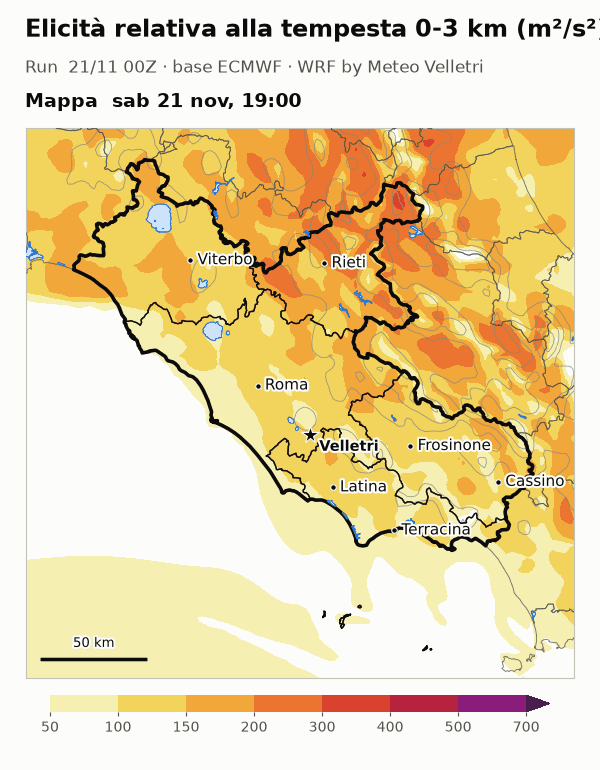 Elicità relativa alla tempesta 0-3 km (m²/s²)
Run  21/11 00Z · base ECMWF · WRF by Meteo Velletri
Mappa  sab 21 nov, 19:00
Viterbo
Rieti
Roma
Velletri
Frosinone
Cassino
Latina
Terracina
50 km
50 100 150 200 300 400 500 700